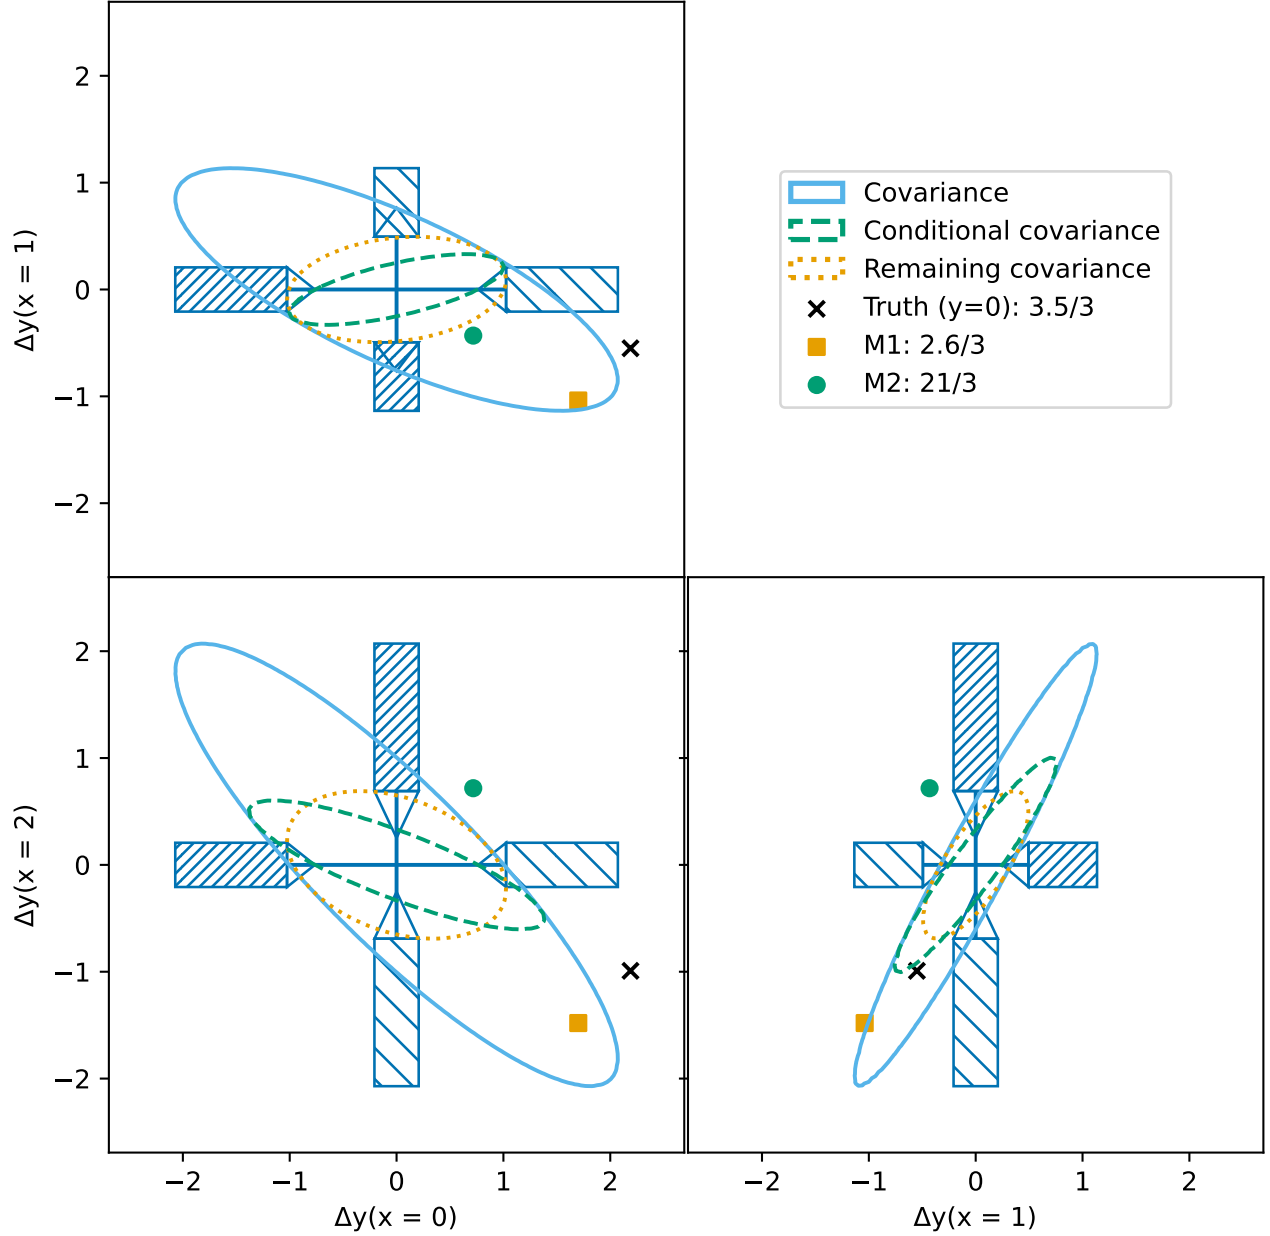 2
1
0
−1
−2
Δy(x = 1)
Covariance
Conditional covariance
Remaining covariance
Truth (y=0): 3.5/3
M1: 2.6/3
M2: 21/3
2
1
0
−1
−2
Δy(x = 2)
−2 −1 0 1 2
Δy(x = 0)
−2 −1 0 1 2
Δy(x = 1)